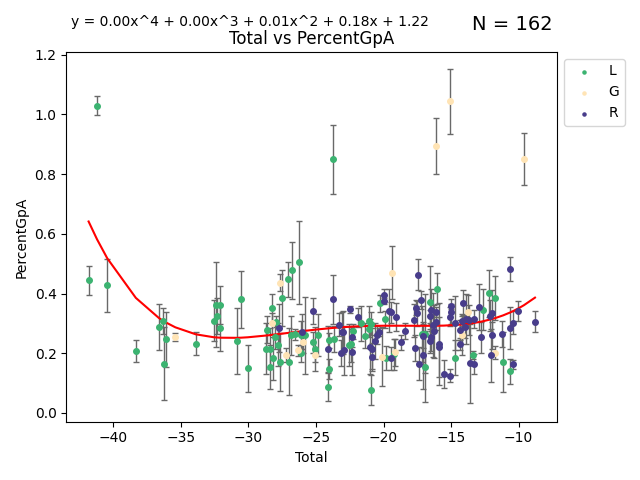 y = 0.00x^4 + 0.00x^3 + 0.01x^2 + 0.18x + 1.22
N = 162
Total vs PercentGpA
PercentGpA
1.2
1.0
0.8
0.6
0.4
0.2
0.0
−40
−35
−30
−25
−20
−15
−10
Total
L
G
R